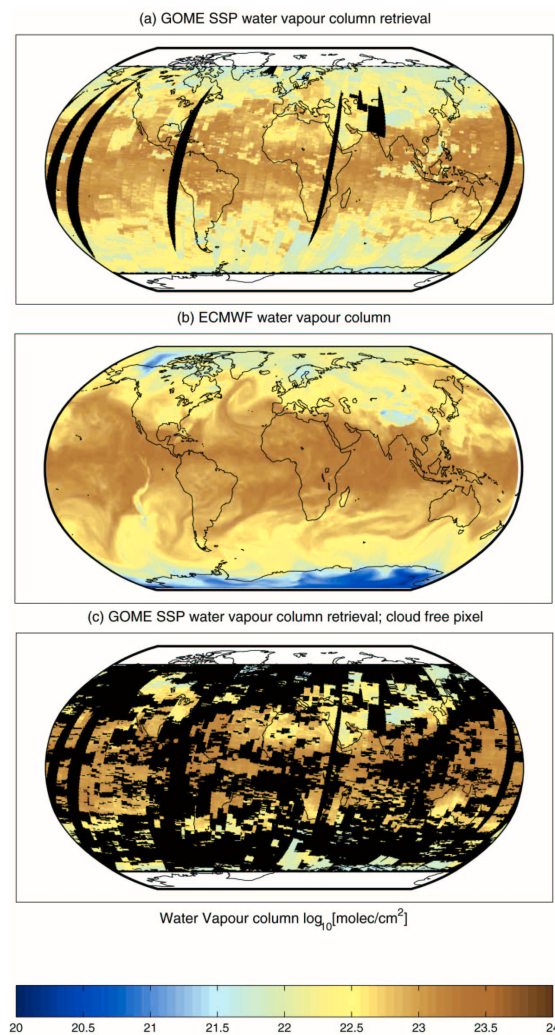 (a) GOME SSP water vapour column retrieval
(b) ECMWF water vapour column
(c) GOME SSP water vapour column retrieval; cloud free pixel
Water Vapour column log10[molec/cm2]
20 20.5 21 21.5 22 22.5 23 23.5 24